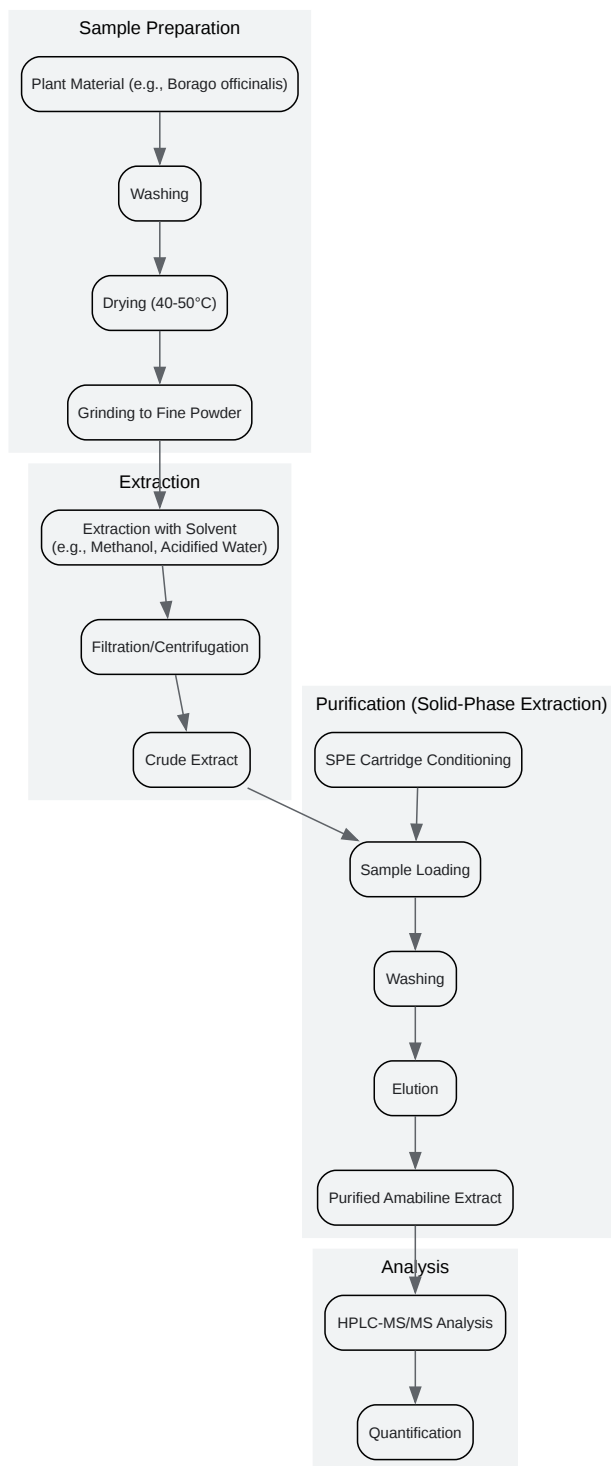 Sample Preparation
Plant Material (e.g., Borago officinalis)
Washing
Drying (40-50°C)
Grinding to Fine Powder
Extraction
Extraction with Solvent
(e.g., Methanol, Acidified Water)
Filtration/Centrifugation
Crude Extract
Purification (Solid-Phase Extraction)
SPE Cartridge Conditioning
Sample Loading
Washing
Elution
Purified Amabiline Extract
Analysis
HPLC-MS/MS Analysis
Quantification